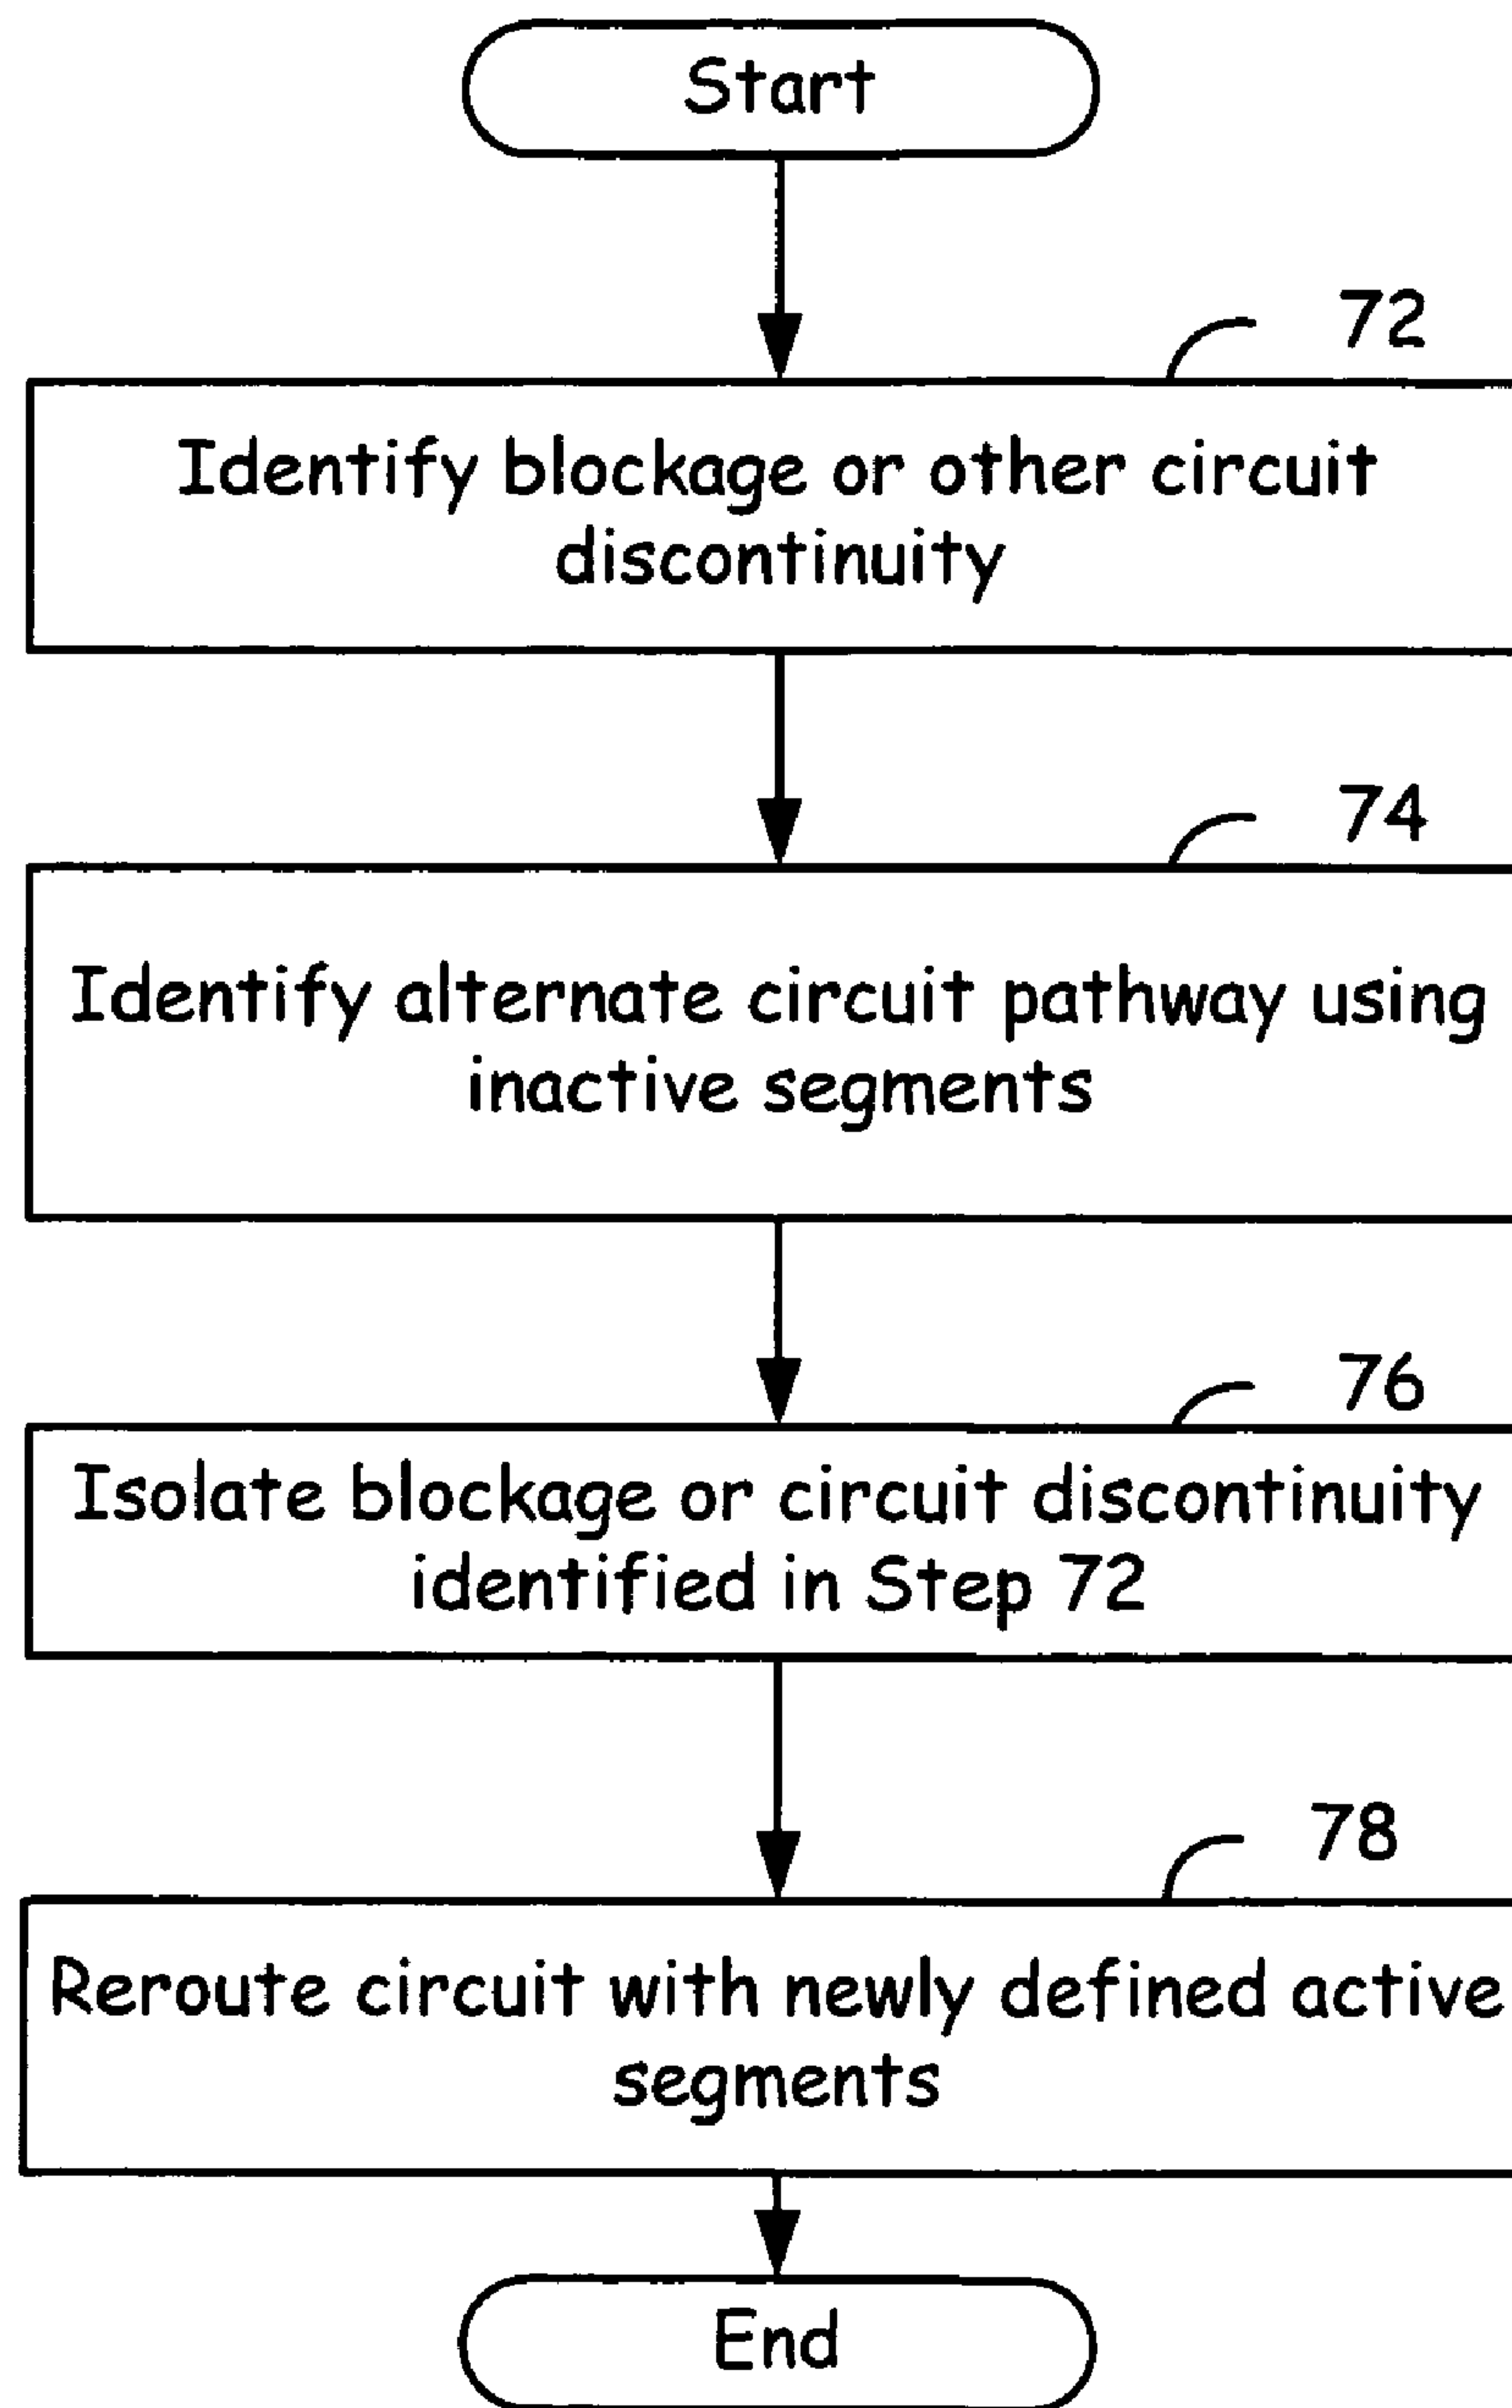 Start
72
Identify blockage or other circuit
discontinuity
74
Identify alternate circuit pathway using
inactive segments
76
Isolate blockage or circuit discontinuity
identified in Step 72
78
Reroute circuit with newly defined active
segments
End